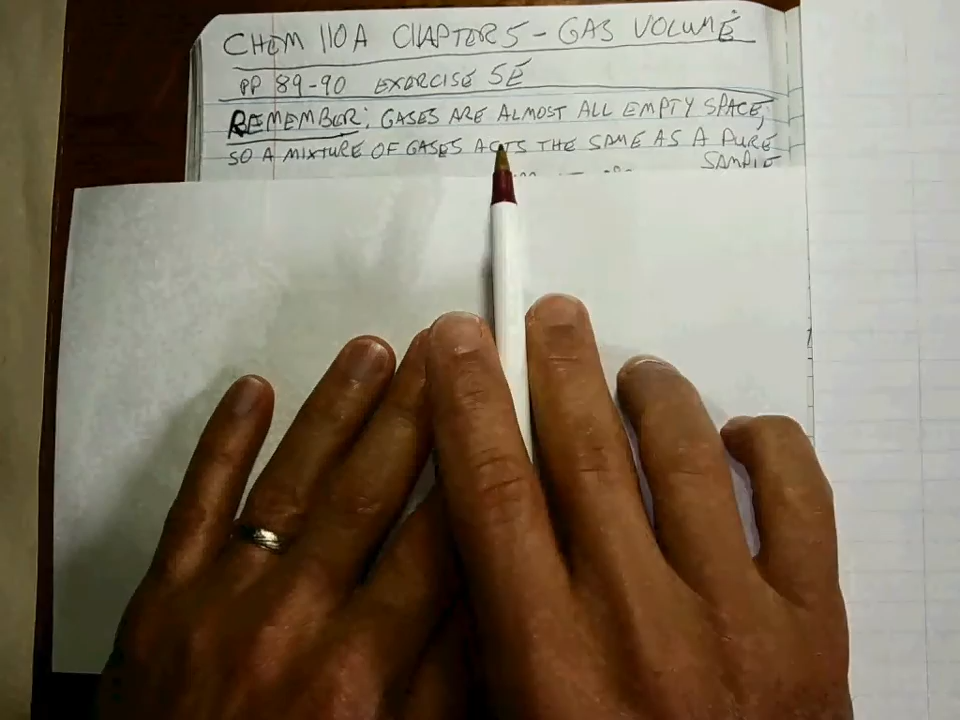 CHEM 110A CHAPTER 5 - GAS VOLUME
PP 89-90 EXERCISE 5E
REMEMBER: GASES ARE ALMOST ALL EMPTY SPACE,
SO A MIXTURE OF GASES ACTS THE SAME AS A PURE
SAMPLE